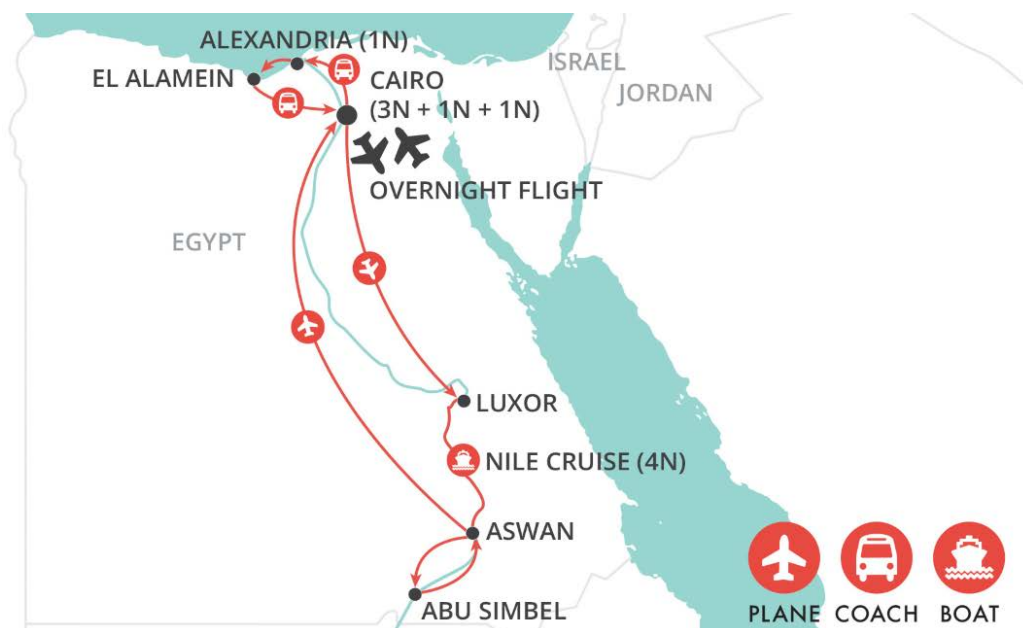 ALEXANDRIA (1N)
ISRAEL
EL ALAMEIN
CAIRO
(3N + 1N + 1N)
JORDAN
OVERNIGHT FLIGHT
EGYPT
LUXOR
NILE CRUISE (4N)
ASWAN
ABU SIMBEL
PLANE
COACH
BOAT